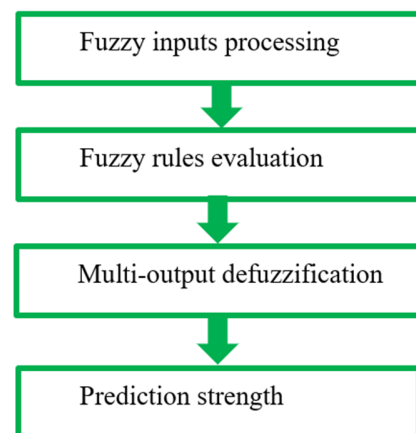 Fuzzy inputs processing
Fuzzy rules evaluation
Multi-output defuzzification
Prediction strength